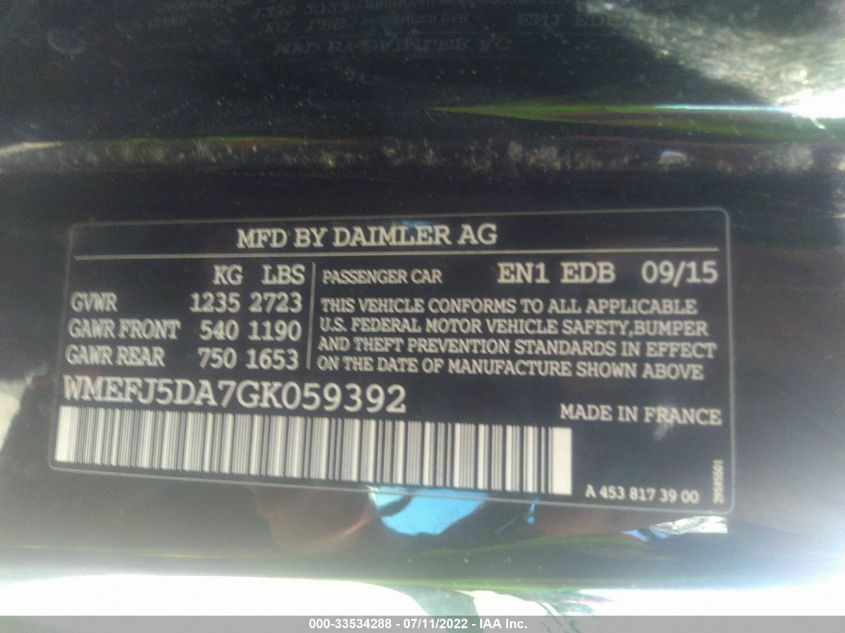 MFD BY DAIMLER AG
KG LBS
GVWR 1235 2723
GAWR FRONT 540 1190
GAWR REAR 750 1653
PASSENGER CAR EN1 EDB 09/15
THIS VEHICLE CONFORMS TO ALL APPLICABLE
U.S. FEDERAL MOTOR VEHICLE SAFETY, BUMPER
AND THEFT PREVENTION STANDARDS IN EFFECT
ON THE DATE OF MANUFACTURE SHOWN ABOVE.
WMEFJ5DA7GK059392
MADE IN FRANCE
A 453 817 39 00
000-33534288 - 07/11/2022 - IAA Inc.